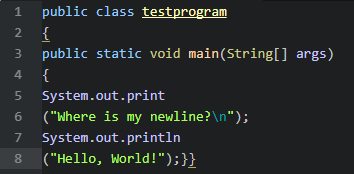 1 public class testprogram
2 {
3 public static void main(String[] args)
4 {
5 System.out.print
6 ("Where is my newline?\n");
7 System.out.println
8 ("Hello, World!");}}